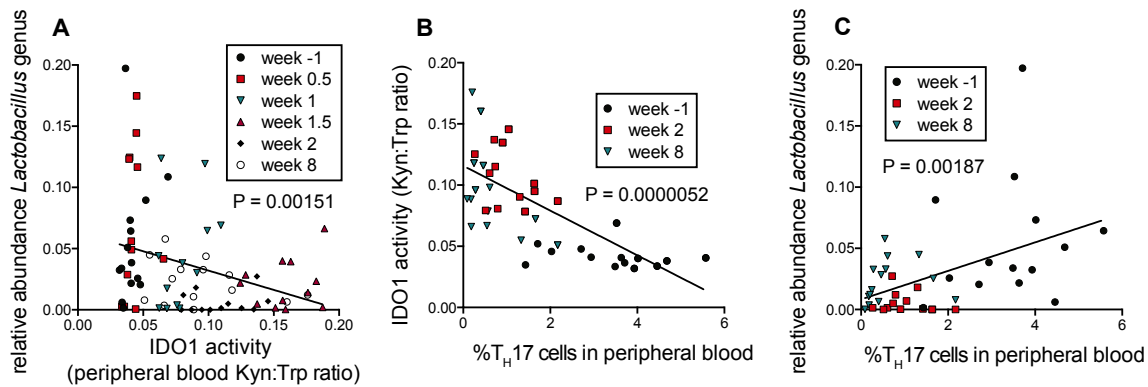 A
relative abundance Lactobacillus genus
0.20
0.15
0.10
0.05
0.00
week -1
week 0.5
week 1
week 1.5
week 2
week 8
P = 0.00151
0.00
0.05
0.10
0.15
0.20
IDO1 activity
(peripheral blood Kyn:Trp ratio)
B
IDO1 activity (Kyn:Trp ratio)
0.20
0.15
0.10
0.05
0.00
week -1
week 2
week 8
P = 0.0000052
0
2
4
6
%TH17 cells in peripheral blood
C
relative abundance Lactobacillus genus
0.20
0.15
0.10
0.05
0.00
week -1
week 2
week 8
P = 0.00187
0
2
4
6
%TH17 cells in peripheral blood